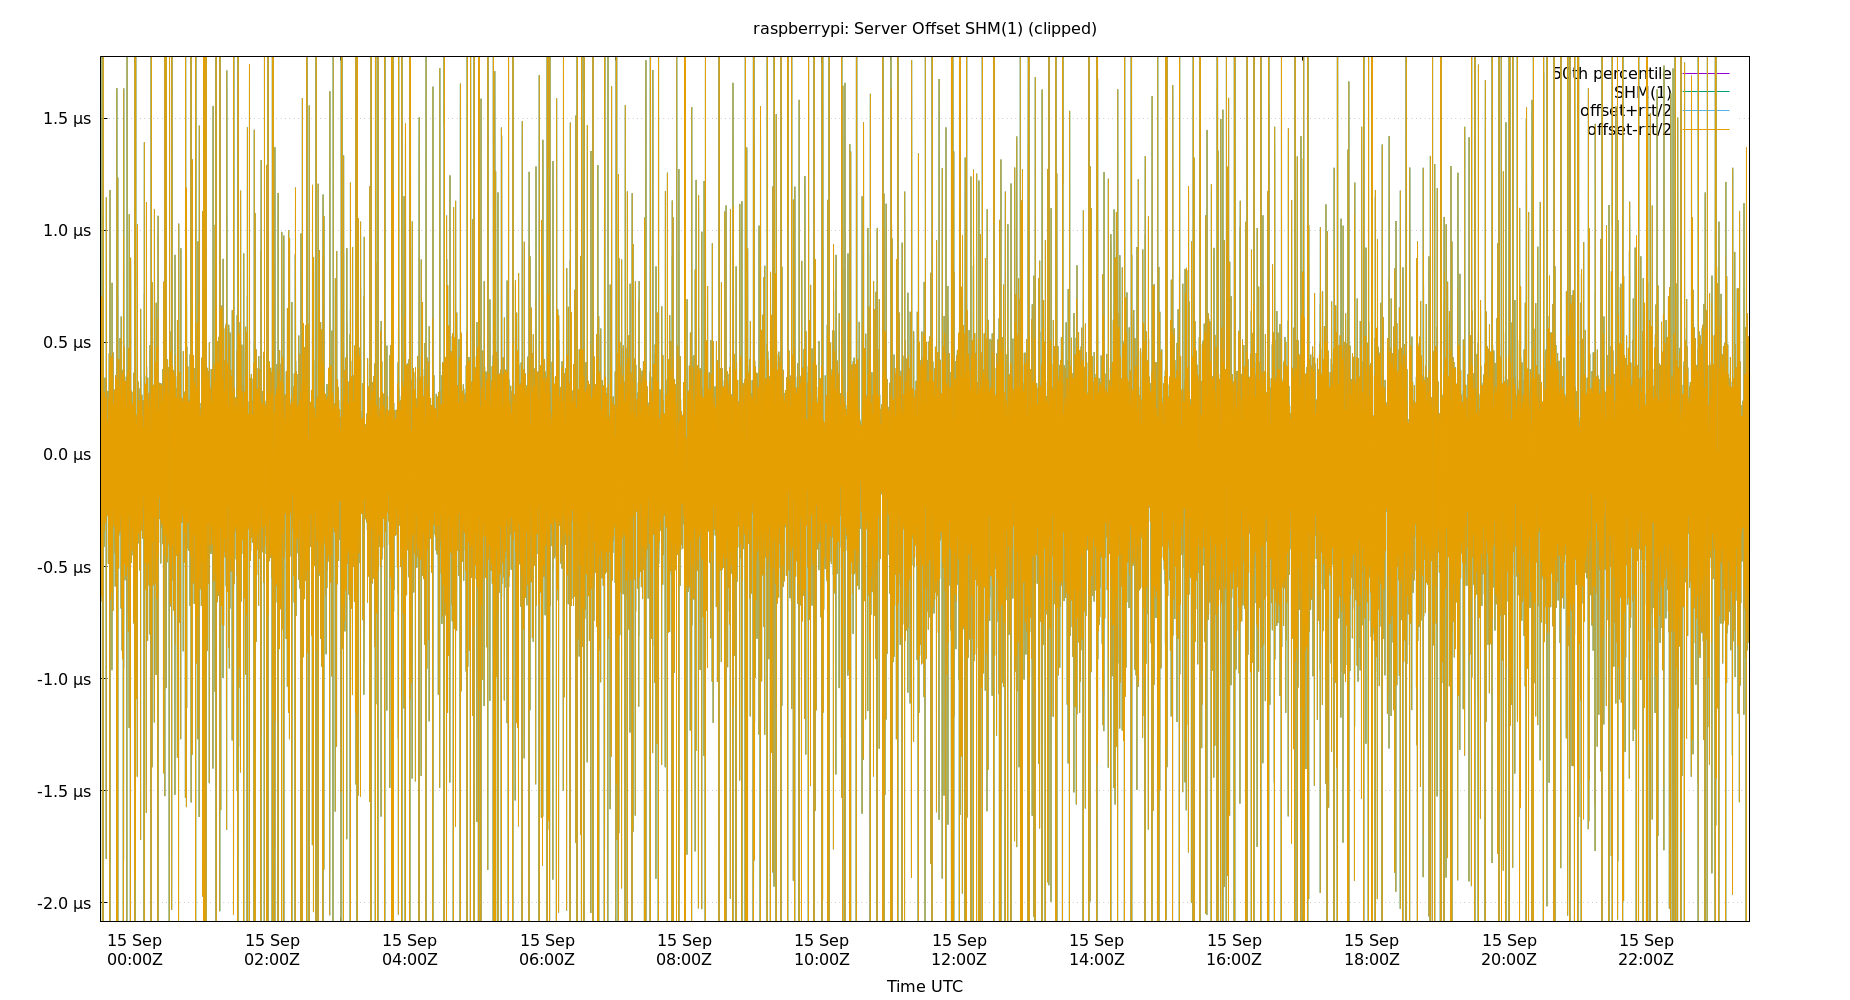 raspberrypi: Server Offset SHM(1) (clipped)
50th percentile
SHM(1)
offset+rtt/2
offset-rtt/2
1.5 µs
1.0 µs
0.5 µs
0.0 µs
-0.5 µs
-1.0 µs
-1.5 µs
-2.0 µs
15 Sep 15 Sep 15 Sep 15 Sep 15 Sep 15 Sep 15 Sep 15 Sep 15 Sep 15 Sep 15 Sep 15 Sep
00:00Z 02:00Z 04:00Z 06:00Z 08:00Z 10:00Z 12:00Z 14:00Z 16:00Z 18:00Z 20:00Z 22:00Z
Time UTC